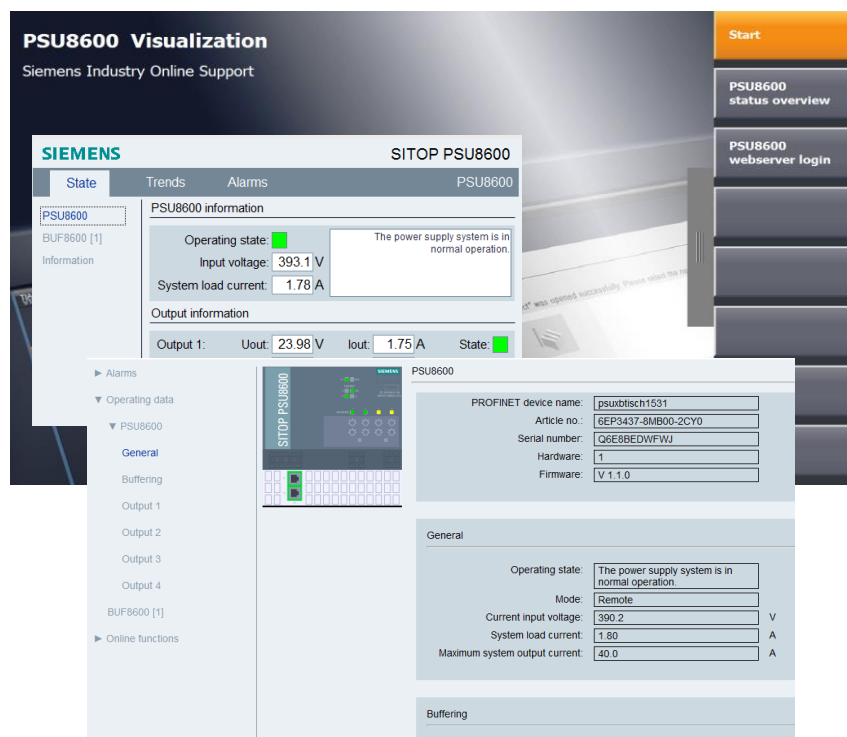 PSU8600 Visualization
Siemens Industry Online Support
Start
PSU8600
status overview
PSU8600
webserver login
SIEMENS
SITOP PSU8600
State
Trends
Alarms
PSU8600
PSU8600
BUF8600 [1]
Information
PSU8600 information
Operating state:
The power supply system is in
normal operation.
Input voltage: 393.1 V
System load current: 1.78 A
Output information
Output 1: Uout: 23.98 V Iout: 1.75 A State:
was opened successfully. Please select the
► Alarms
▼ Operating data
▼ PSU8600
General
Buffering
Output 1
Output 2
Output 3
Output 4
BUF8600 [1]
► Online functions
SIEMENS
SITOP PSU8600
PSU8600
PROFINET device name: psuxbtisch1531
Article no.: 6EP3437-8MB00-2CY0
Serial number: Q6E8BEDWFWJ
Hardware: 1
Firmware: V 1.1.0
General
Operating state: The power supply system is in
normal operation.
Mode: Remote
Current input voltage: 390.2 V
System load current: 1.80 A
Maximum system output current: 40.0 A
Buffering